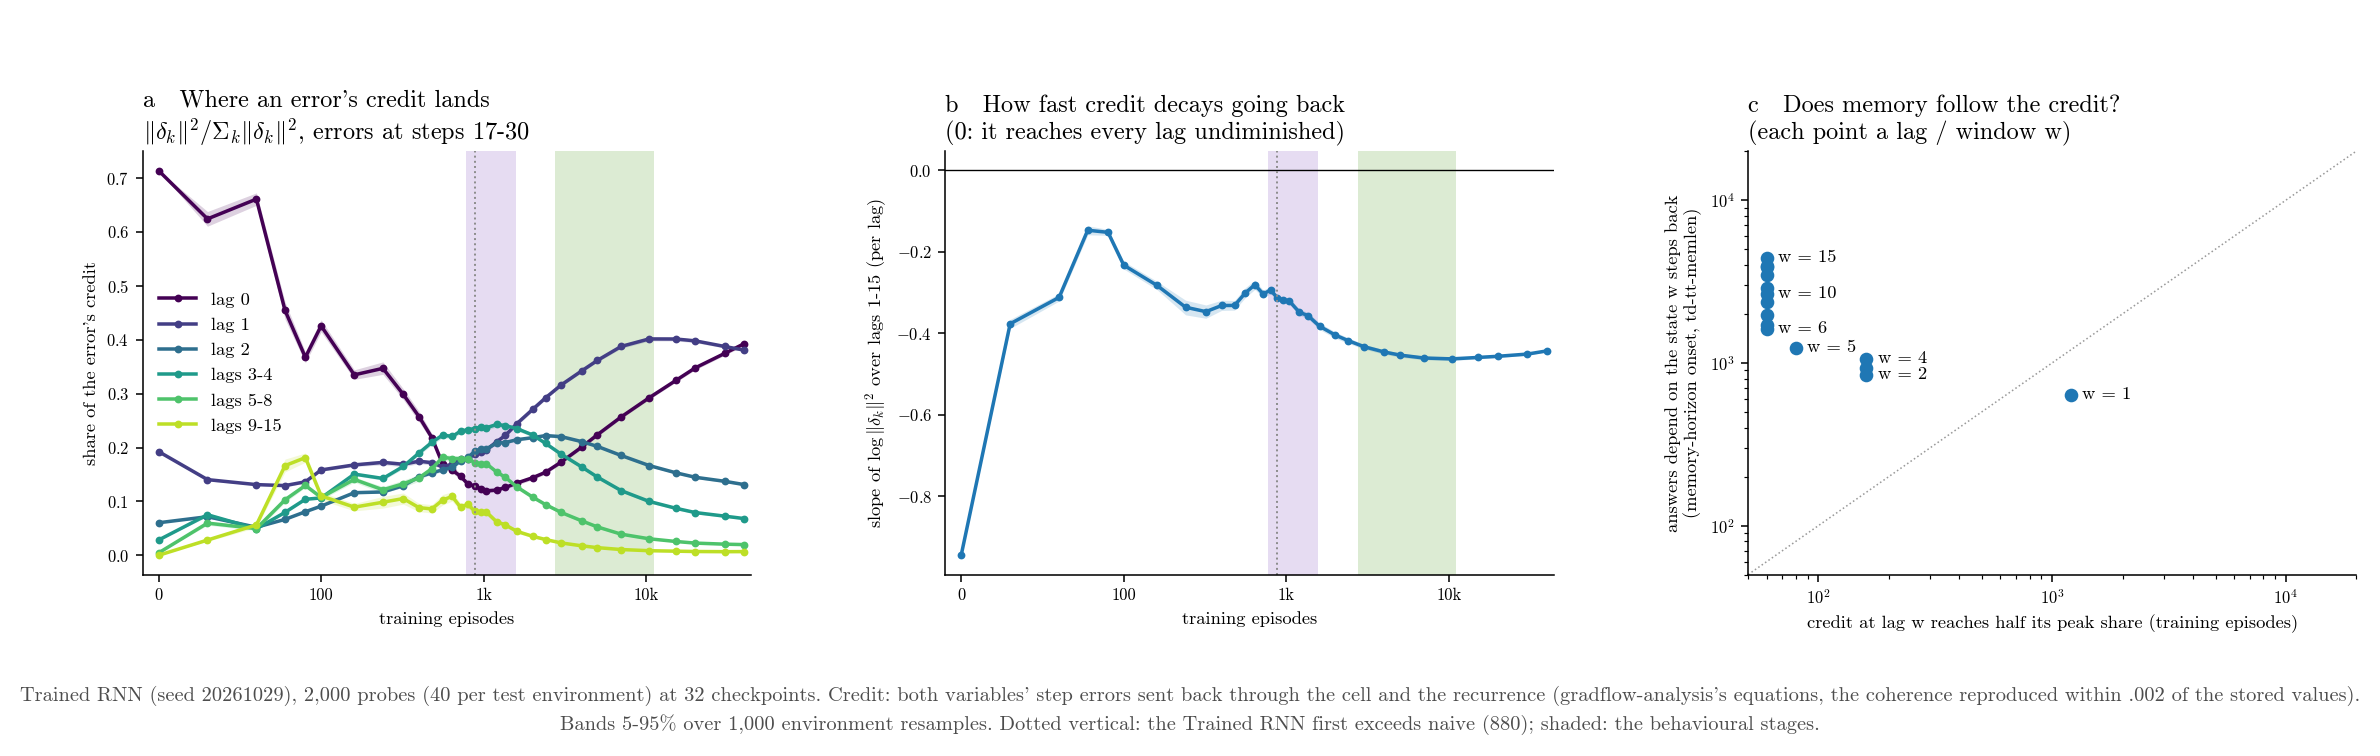 a Where an error's credit lands
‖δk‖²/Σk‖δk‖², errors at steps 17-30
share of the error's credit
0.7
0.6
0.5
0.4
0.3
0.2
0.1
0.0
lag 0
lag 1
lag 2
lags 3-4
lags 5-8
lags 9-15
0
100
1k
10k
training episodes
b How fast credit decays going back
(0: it reaches every lag undiminished)
slope of log ‖δk‖² over lags 1-15 (per lag)
0.0
−0.2
−0.4
−0.6
−0.8
0
100
1k
10k
training episodes
c Does memory follow the credit?
(each point a lag / window w)
answers depend on the state w steps back
(memory-horizon onset, td-tt-memlen)
10⁴
10³
10²
w = 15
w = 10
w = 6
w = 5
w = 4
w = 2
w = 1
10²
10³
10⁴
credit at lag w reaches half its peak share (training episodes)
Trained RNN (seed 20261029), 2,000 probes (40 per test environment) at 32 checkpoints. Credit: both variables' step errors sent back through the cell and the recurrence (gradflow-analysis's equations, the coherence reproduced within .002 of the stored values).
Bands 5-95% over 1,000 environment resamples. Dotted vertical: the Trained RNN first exceeds naive (880); shaded: the behavioural stages.